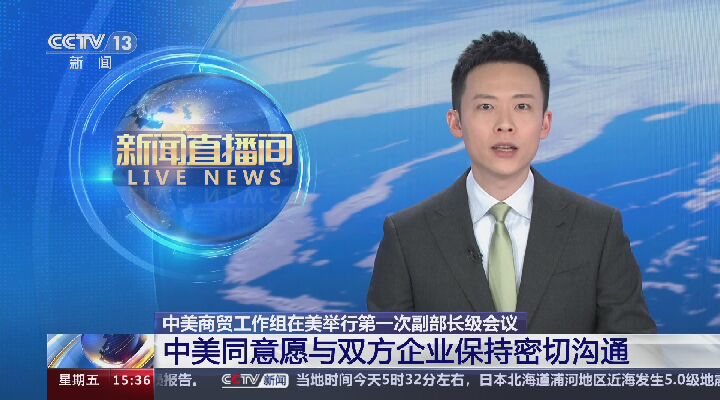 CCTV 13
新闻
新闻直播间
LIVE NEWS
中美商贸工作组在美举行第一次副部长级会议
中美同意愿与双方企业保持密切沟通
星期五 15:36 级报告。 CCTV 新闻 当地时间今天5时32分左右，日本北海道浦河地区近海发生5.0级地